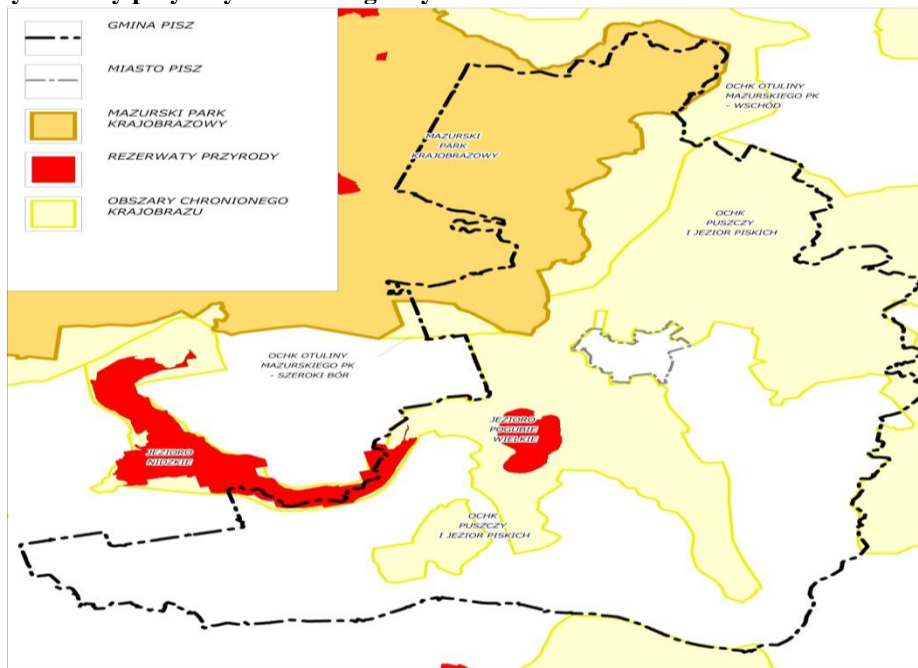 GMINA PISZ
MIASTO PISZ
MAZURSKI PARK
KRAJOBRAZOWY
REZERWATY PRZYRODY
OBSZARY CHRONIONEGO
KRAJOBRAZU
OCHK OTULINY
MAZURSKIEGO PK
- WSCHÓD
MAZURSKI
PARK
KRAJOBRAZOWY
OCHK
PUSZCZY
I JEZIOR PISKICH
OCHK OTULINY
MAZURSKIEGO PK
- SZEROKI BÓR
JEZIORO
POGUBIE
WIELKIE
JEZIORO
NIDZKIE
OCHK
PUSZCZY
I JEZIOR PISKICH